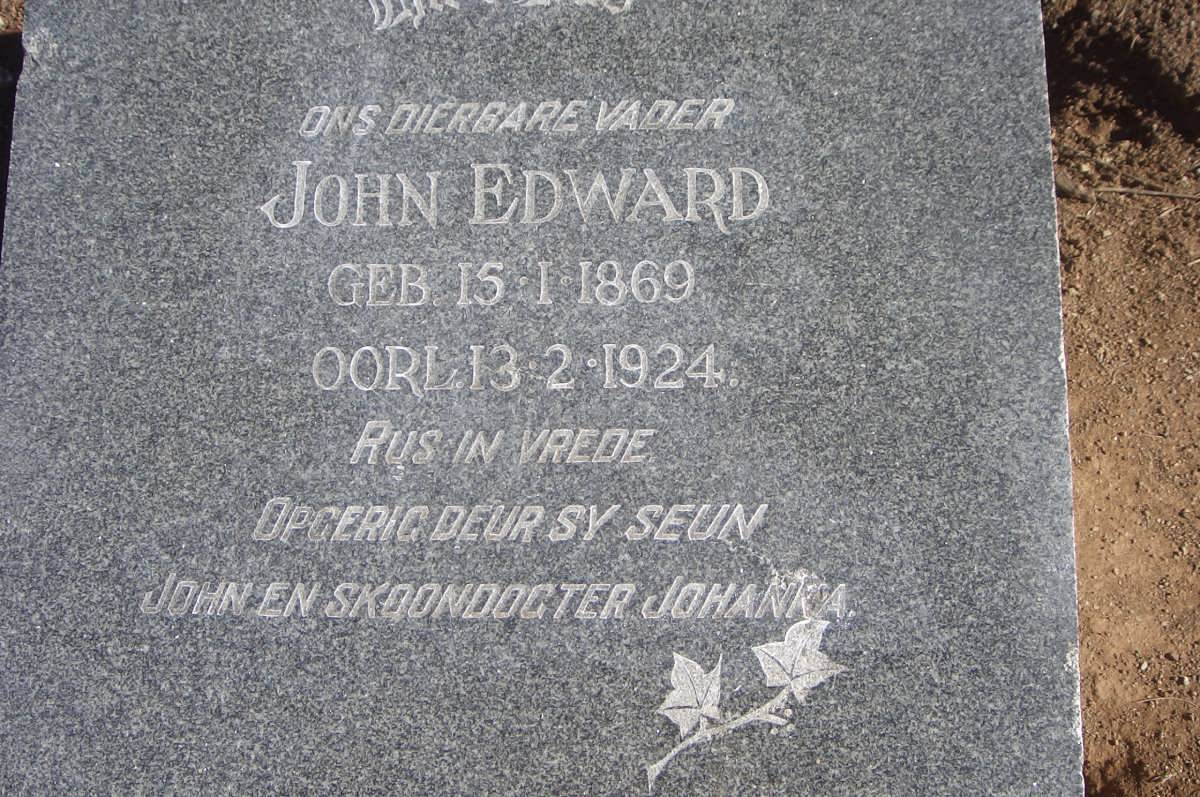 ONS DIERBARE VADER
JOHN EDWARD
GEB. 15·1·1869
OORL. 13·2·1924.
RUS IN VREDE
OPGERIG DEUR SY SEUN
JOHN EN SKOONDOGTER JOHANNA.